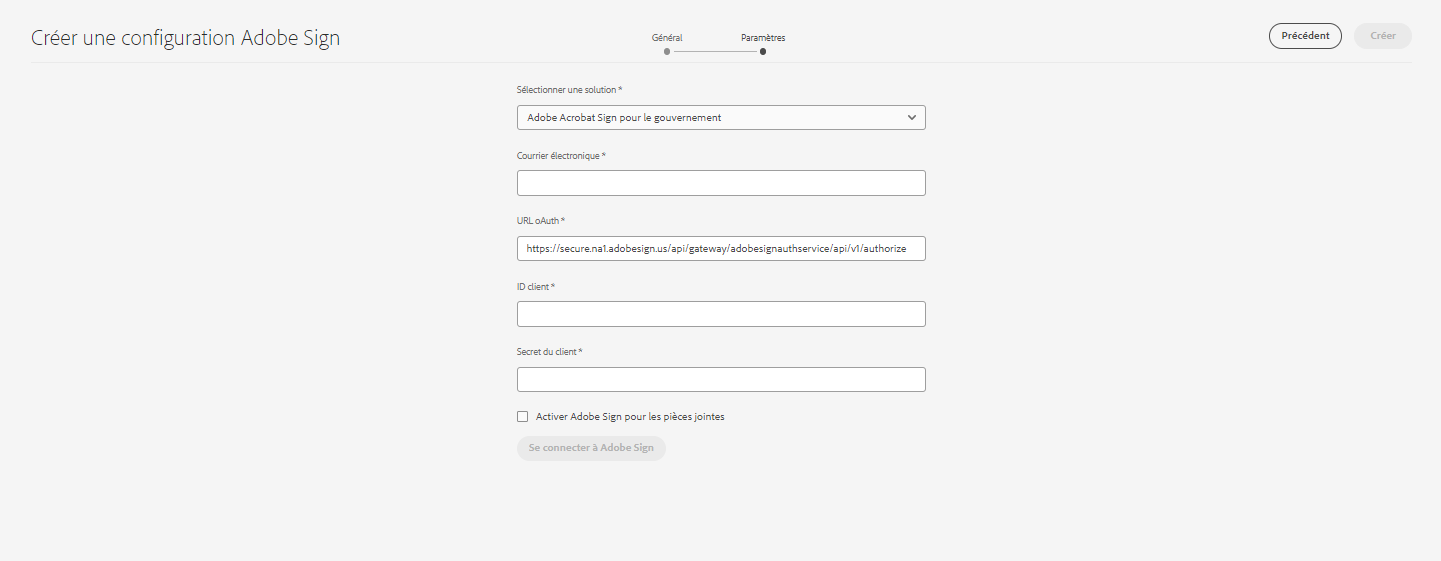 Créer une configuration Adobe Sign
Général
Paramètres
Précédent
Créer
Sélectionner une solution *
Adobe Acrobat Sign pour le gouvernement
Courrier électronique *
URL oAuth *
https://secure.na1.adobesign.us/api/gateway/adobesignauthservice/api/v1/authorize
ID client *
Secret du client *
Activer Adobe Sign pour les pièces jointes
Se connecter à Adobe Sign